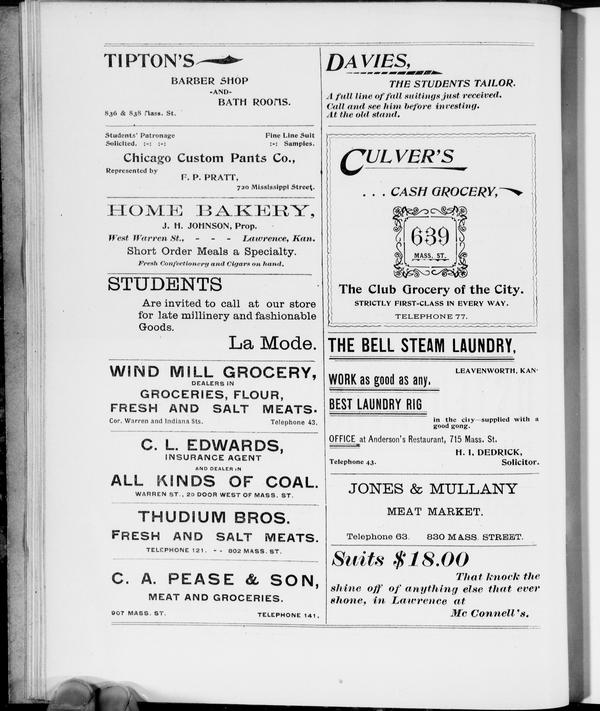 TIPTON'S
BARBER SHOP
-AND-
BATH ROOMS.
836 & 838 Mass. St.
Students' Patronage Fine Line Suit
Solicited. :-: :-: :-: Samples.
Chicago Custom Pants Co.,
Represented by
F. P. PRATT,
720 Mississippi Street.
HOME BAKERY,
J. H. JOHNSON, Prop.
West Warren St., - - - Lawrence, Kan.
Short Order Meals a Specialty.
Fresh Confectionery and Cigars on hand.
STUDENTS
Are invited to call at our store
for late millinery and fashionable
Goods.
La Mode.
WIND MILL GROCERY,
DEALERS IN
GROCERIES, FLOUR,
FRESH AND SALT MEATS.
Cor. Warren and Indiana Sts. Telephone 43.
C. L. EDWARDS,
INSURANCE AGENT
AND DEALER IN
ALL KINDS OF COAL.
WARREN ST., 2D DOOR WEST OF MASS. ST.
THUDIUM BROS.
FRESH AND SALT MEATS.
TELEPHONE 121. - - 802 MASS. ST.
C. A. PEASE & SON,
MEAT AND GROCERIES.
907 MASS. ST. TELEPHONE 141.
DAVIES,
THE STUDENTS TAILOR.
A full line of fall suitings just received.
Call and see him before investing.
At the old stand.
CULVER'S
. . . CASH GROCERY,
639
MASS. ST.
The Club Grocery of the City.
STRICTLY FIRST-CLASS IN EVERY WAY.
TELEPHONE 77.
THE BELL STEAM LAUNDRY,
LEAVENWORTH, KAN-
WORK as good as any.
BEST LAUNDRY RIG
in the city—supplied with a
good gong.
OFFICE at Anderson's Restaurant, 715 Mass. St.
H. I. DEDRICK,
Telephone 43. Solicitor.
JONES & MULLANY
MEAT MARKET.
Telephone 63. 830 MASS. STREET.
Suits $18.00
That knock the
shine off of anything else that ever
shone, in Lawrence at
Mc Connell's.